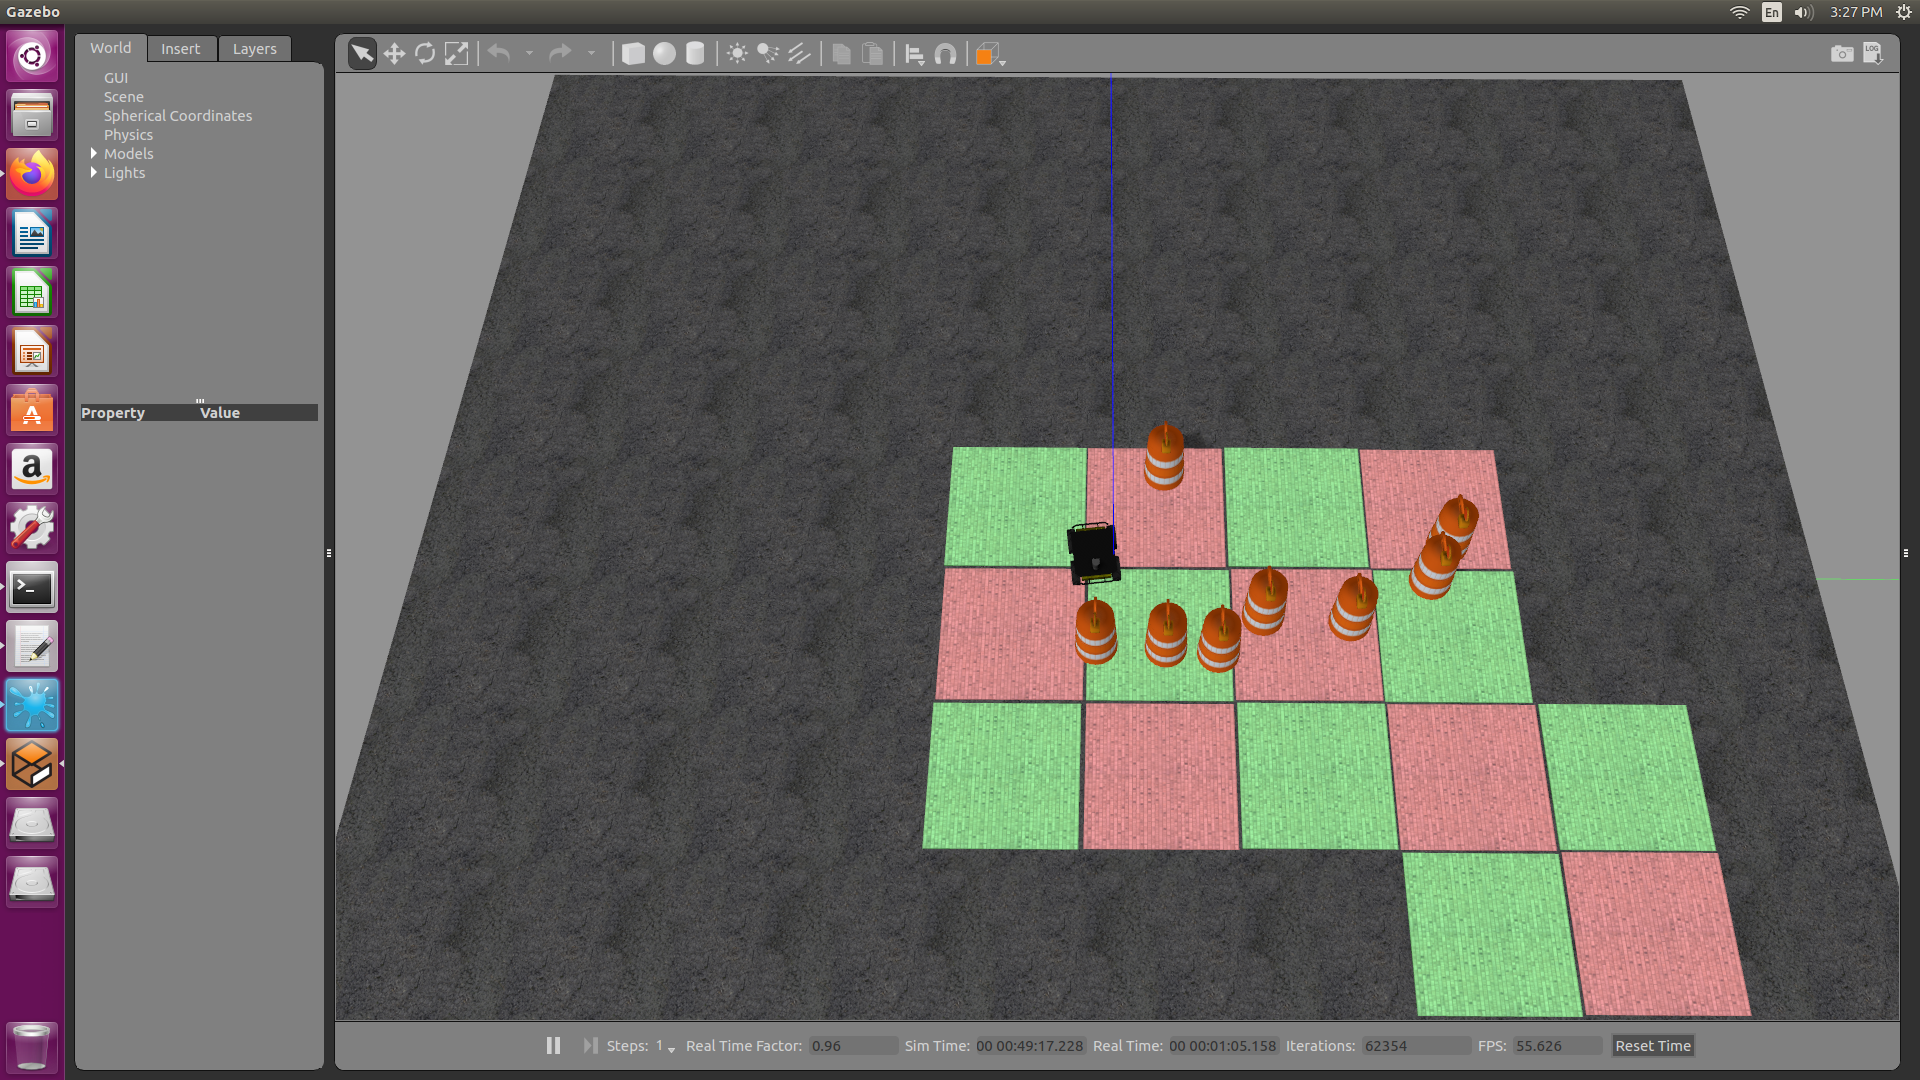 Gazebo
En
3:27 PM
World Insert Layers
LOG
GUI
Scene
Spherical Coordinates
Physics
Models
Lights
Property Value
Steps: 1 Real Time Factor: 0.96 Sim Time: 00 00:49:17.228 Real Time: 00 00:01:05.158 Iterations: 62354 FPS: 55.626 Reset Time